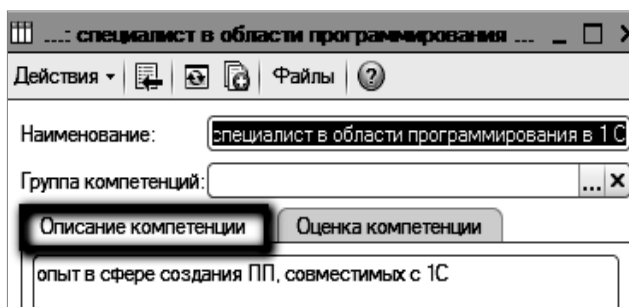 ...: специалист в области программирования ...
Действия Файлы
Наименование: специалист в области программирования в 1С
Группа компетенций: ...
Описание компетенции Оценка компетенции
опыт в сфере создания ПП, совместимых с 1С